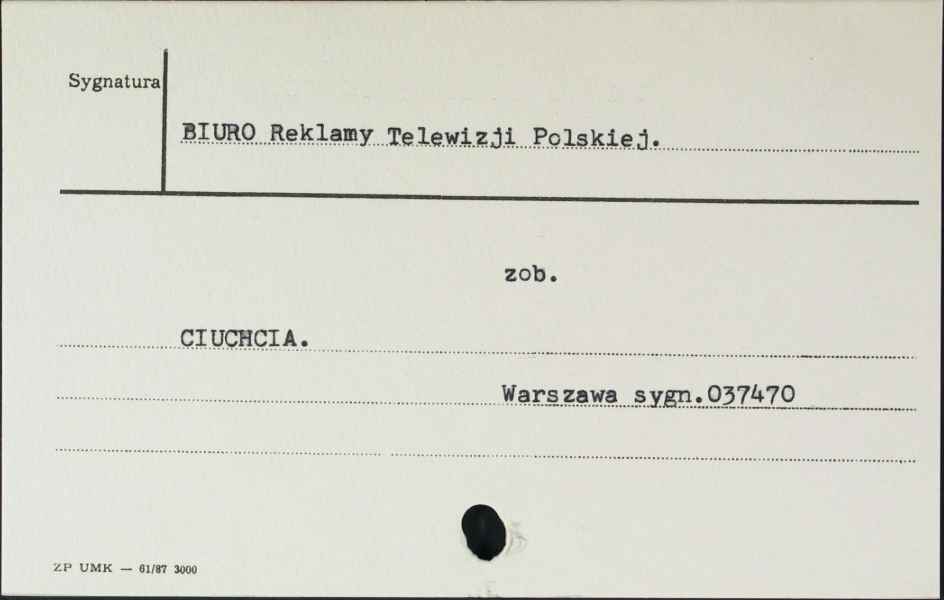 Sygnatura
BIURO Reklamy Telewizji Polskiej.
zob.
CIUCHCIA.
Warszawa sygn.037470
ZP UMK — 61/87 3000